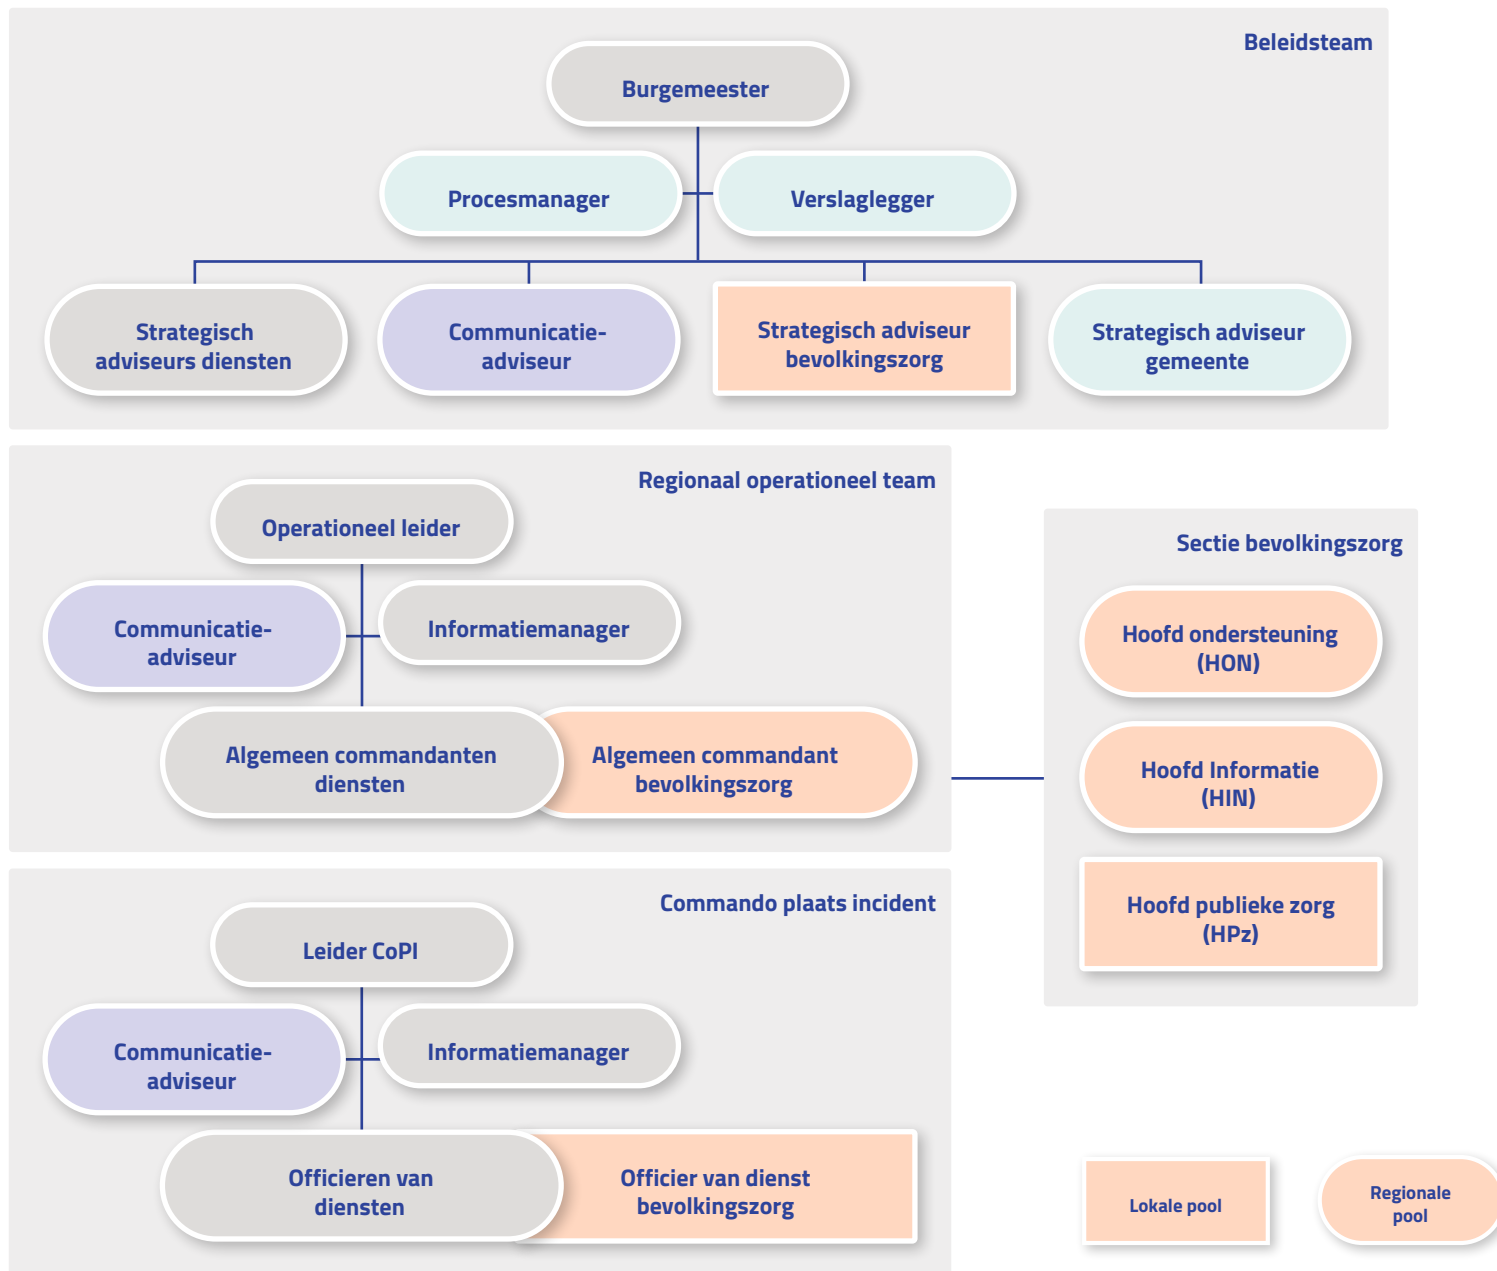 Beleidsteam
Burgemeester
Procesmanager
Verslaglegger
Strategisch
adviseurs diensten
Communicatie-
adviseur
Strategisch adviseur
bevolkingszorg
Strategisch adviseur
gemeente
Regionaal operationeel team
Operationeel leider
Communicatie-
adviseur
Informatiemanager
Algemeen commandanten
diensten
Algemeen commandant
bevolkingszorg
Sectie bevolkingszorg
Hoofd ondersteuning
(HON)
Hoofd Informatie
(HIN)
Hoofd publieke zorg
(HPz)
Commando plaats incident
Leider CoPI
Communicatie-
adviseur
Informatiemanager
Officieren van
diensten
Officier van dienst
bevolkingszorg
Lokale pool
Regionale
pool